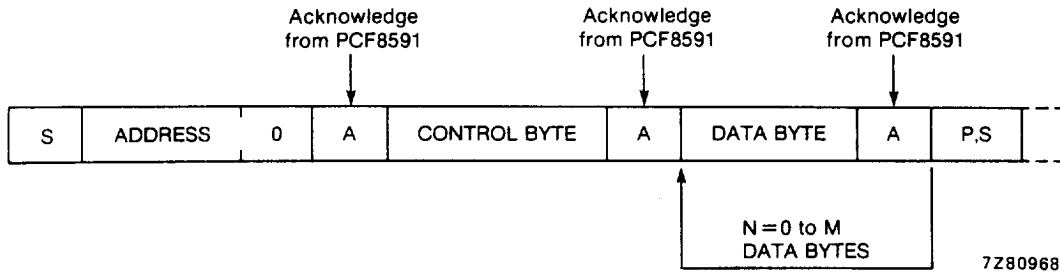 Acknowledge
from PCF8591
Acknowledge
from PCF8591
Acknowledge
from PCF8591
S ADDRESS 0 A CONTROL BYTE A DATA BYTE A P,S
N=0 to M
DATA BYTES
7Z80968